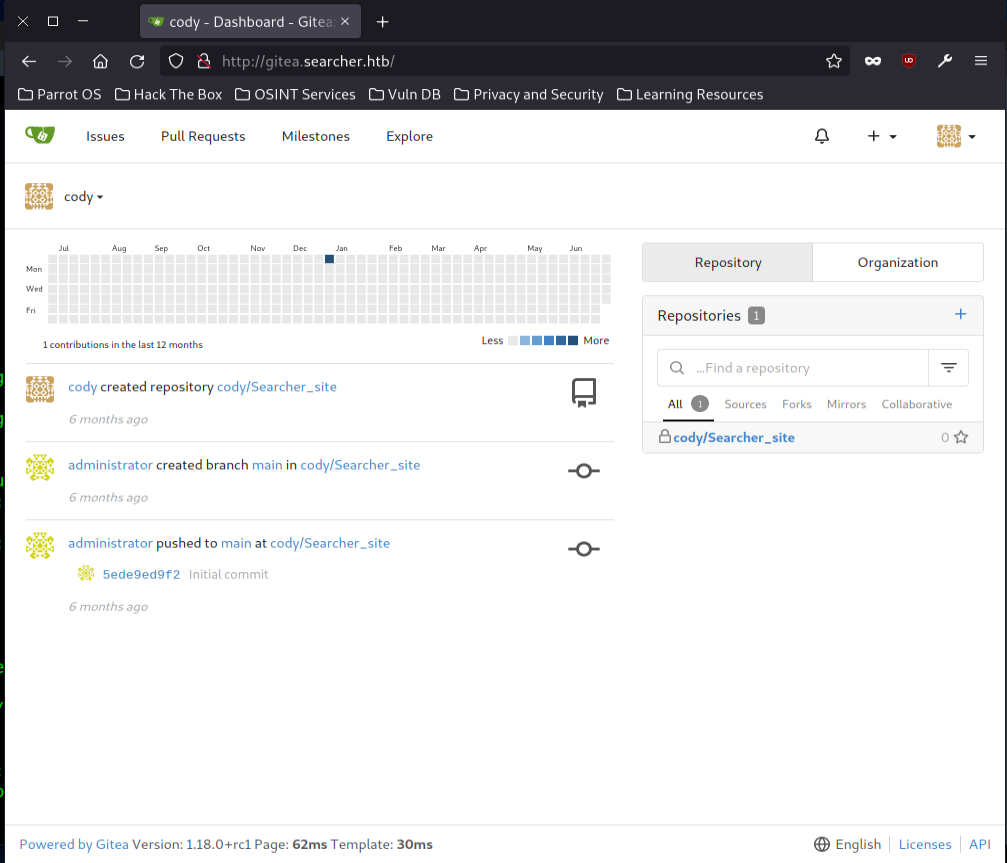 cody - Dashboard - Gitea:
http://gitea.searcher.htb/
Parrot OS Hack The Box OSINT Services Vuln DB Privacy and Security Learning Resources
Issues Pull Requests Milestones Explore
cody
Jul Aug Sep Oct Nov Dec Jan Feb Mar Apr May Jun
Mon
Wed
Fri
1 contributions in the last 12 months
Less More
cody created repository cody/Searcher_site
6 months ago
administrator created branch main in cody/Searcher_site
6 months ago
administrator pushed to main at cody/Searcher_site
5ede9ed9f2 Initial commit
6 months ago
Repository Organization
Repositories 1
...Find a repository
All 1 Sources Forks Mirrors Collaborative
cody/Searcher_site 0
Powered by Gitea Version: 1.18.0+rc1 Page: 62ms Template: 30ms
English Licenses API